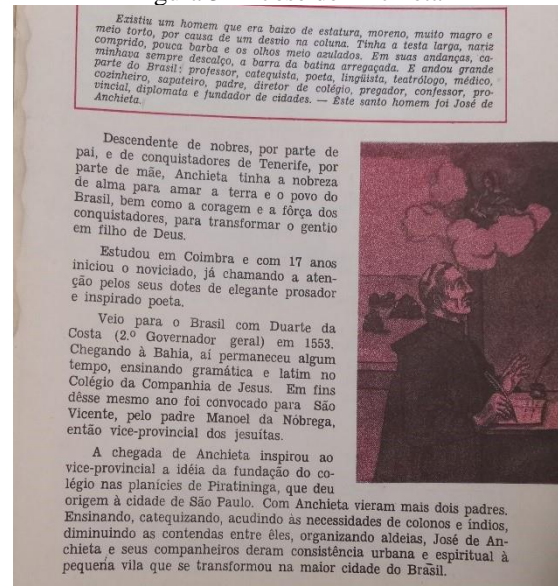 Existiu um homem que era baixo de estatura, moreno, muito magro e
meio torto, por causa de um desvio na coluna. Tinha a testa larga, nariz
comprido, pouca barba e os olhos meio azulados. Em suas andanças, ca-
minhava sempre descalço, a barra da batina arregaçada. E andou grande
parte do Brasil: professor, catequista, poeta, lingüista, teatrólogo, médico,
cozinheiro, sapateiro, padre, diretor de colégio, pregador, confessor, pro-
vincial, diplomata e fundador de cidades. — Êste santo homem foi José de
Anchieta.
Descendente de nobres, por parte de
pai, e de conquistadores de Tenerife, por
parte de mãe, Anchieta tinha a nobreza
de alma para amar a terra e o povo do
Brasil, bem como a coragem e a fôrça dos
conquistadores, para transformar o gentio
em filho de Deus.
Estudou em Coimbra e com 17 anos
iniciou o noviciado, já chamando a aten-
ção pelos seus dotes de elegante prosador
e inspirado poeta.
Veio para o Brasil com Duarte da
Costa (2.º Governador geral) em 1553.
Chegando à Bahia, aí permaneceu algum
tempo, ensinando gramática e latim no
Colégio da Companhia de Jesus. Em fins
dêsse mesmo ano foi convocado para São
Vicente, pelo padre Manoel da Nóbrega,
então vice-provincial dos jesuítas.
A chegada de Anchieta inspirou ao
vice-provincial a idéia da fundação do co-
légio nas planícies de Piratininga, que deu
origem à cidade de São Paulo. Com Anchieta vieram mais dois padres.
Ensinando, catequizando, acudindo às necessidades de colonos e índios,
diminuindo as contendas entre êles, organizando aldeias, José de An-
chieta e seus companheiros deram consistência urbana e espiritual à
pequena vila que se transformou na maior cidade do Brasil.